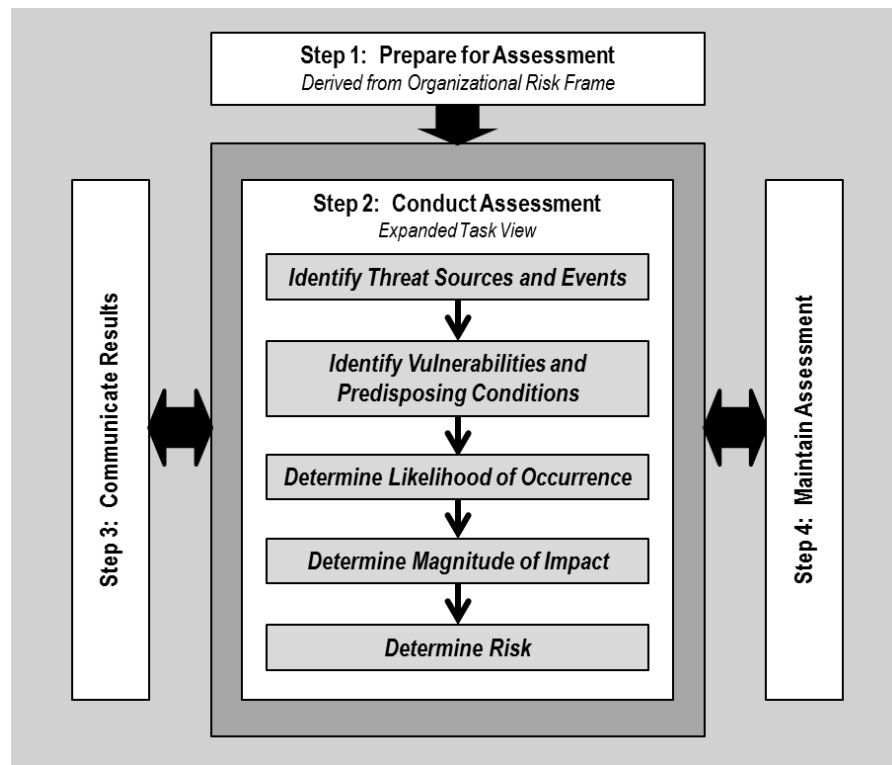 Step 1: Prepare for Assessment
Derived from Organizational Risk Frame
Step 2: Conduct Assessment
Expanded Task View
Identify Threat Sources and Events
Identify Vulnerabilities and
Predisposing Conditions
Determine Likelihood of Occurrence
Determine Magnitude of Impact
Determine Risk
Step 3: Communicate Results
Step 4: Maintain Assessment